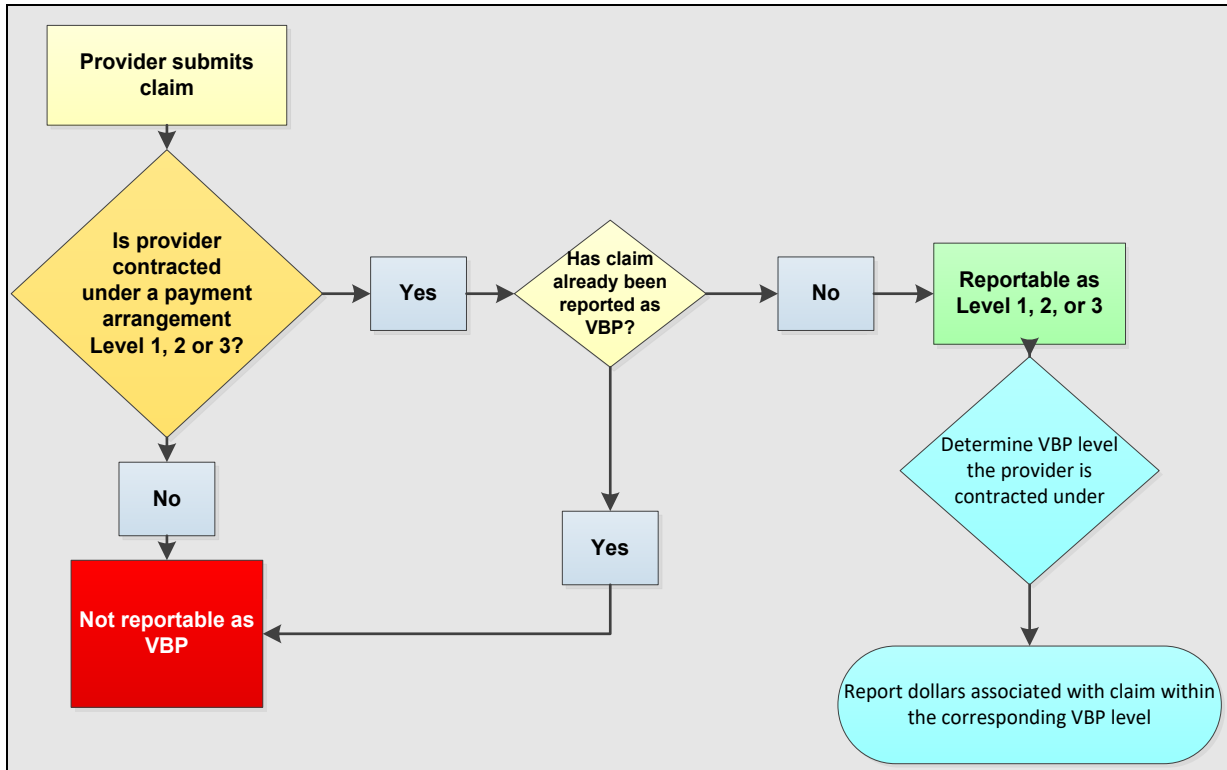 Provider submits
claim
Is provider
contracted
under a payment
arrangement
Level 1, 2 or 3?
Yes
Has claim
already been
reported as
VBP?
No
Reportable as
Level 1, 2, or 3
Determine VBP level
the provider is
contracted under
No
Yes
Not reportable as
VBP
Report dollars associated with claim within
the corresponding VBP level